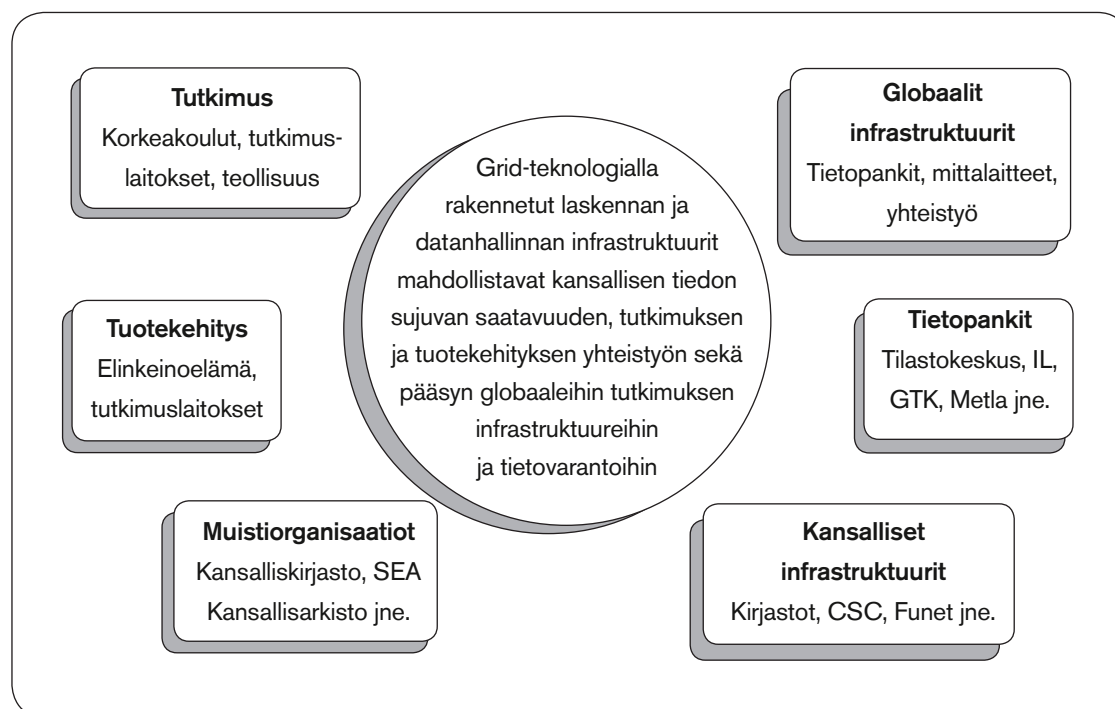 Tutkimus
Korkeakoulut, tutkimus-
laitokset, teollisuus
Globaalit
infrastruktuurit
Tietopankit, mittalaitteet,
yhteistyö
Grid-teknologialla
rakennetut laskennan ja
datanhallinnan infrastruktuurit
mahdollistavat kansallisen tiedon
sujuvan saatavuuden, tutkimuksen
ja tuotekehityksen yhteistyön sekä
pääsyn globaaleihin tutkimuksen
infrastruktuureihin
ja tietovarantoihin
Tuotekehitys
Elinkeinoelämä,
tutkimuslaitokset
Tietopankit
Tilastokeskus, IL,
GTK, Metla jne.
Muistiorganisaatiot
Kansalliskirjasto, SEA
Kansallisarkisto jne.
Kansalliset
infrastruktuurit
Kirjastot, CSC, Funet jne.